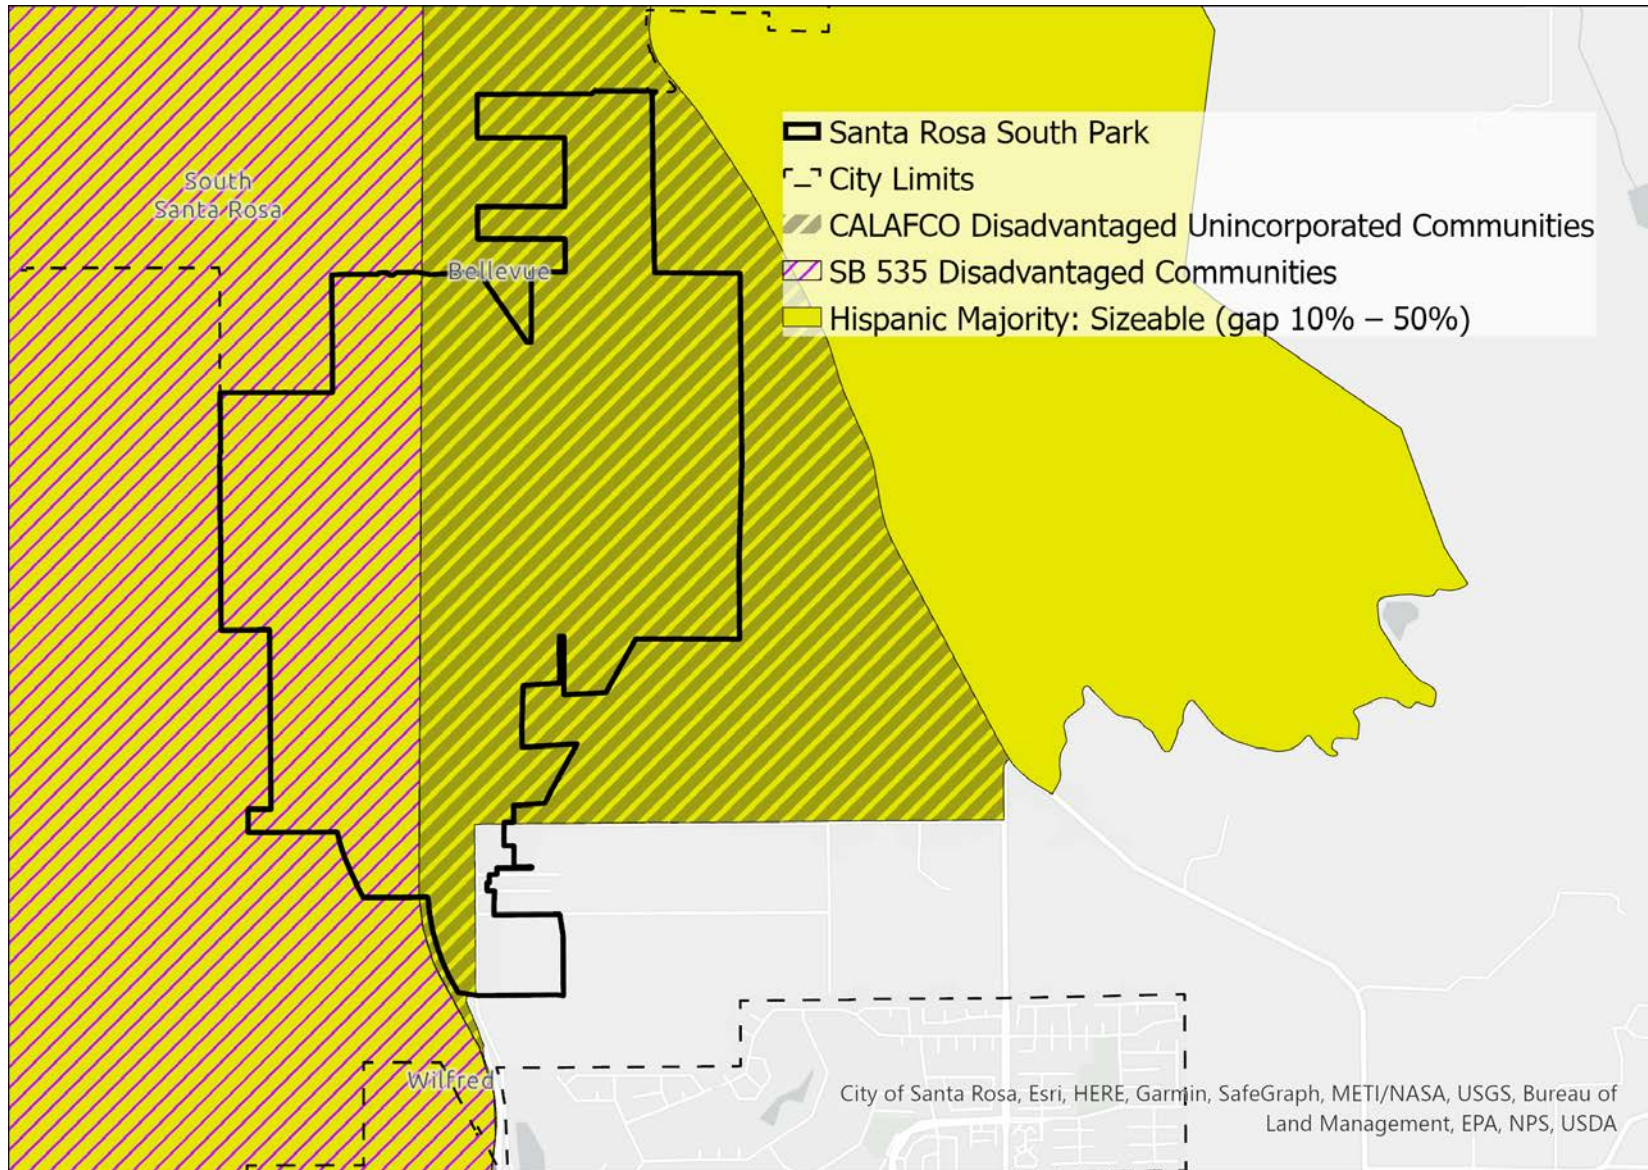 South
Santa Rosa
Bellevue
Santa Rosa South Park
City Limits
CALAFCO Disadvantaged Unincorporated Communities
SB 535 Disadvantaged Communities
Hispanic Majority: Sizeable (gap 10% – 50%)
Wilfred
City of Santa Rosa, Esri, HERE, Garmin, SafeGraph, METI/NASA, USGS, Bureau of
Land Management, EPA, NPS, USDA